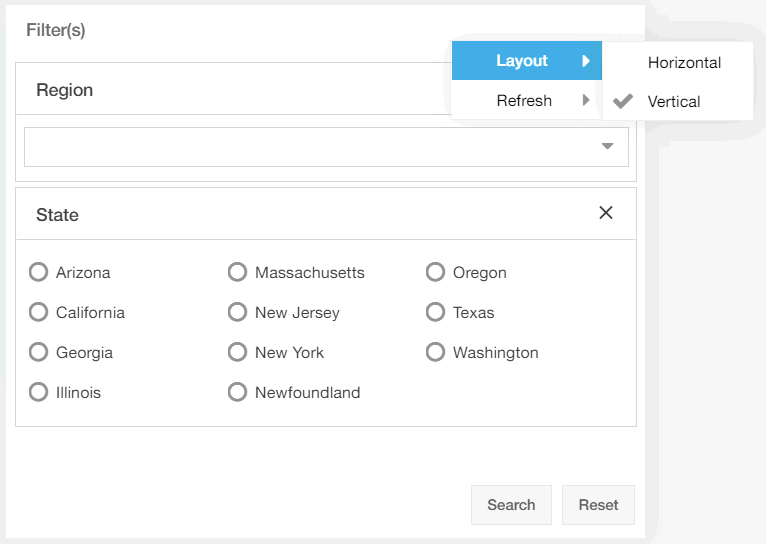 Filter(s)
Layout
Horizontal
Region
Refresh
Vertical
State
Arizona
Massachusetts
Oregon
California
New Jersey
Texas
Georgia
New York
Washington
Illinois
Newfoundland
Search
Reset